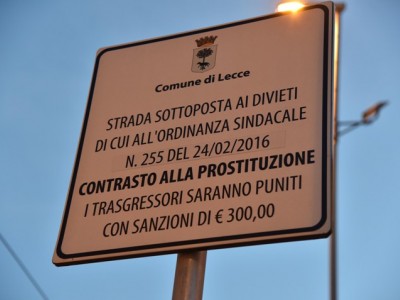 Comune di Lecce
STRADA SOTTOPOSTA AI DIVIETI
DI CUI ALL'ORDINANZA SINDACALE
N. 255 DEL 24/02/2016
CONTRASTO ALLA PROSTITUZIONE
I TRASGRESSORI SARANNO PUNITI
CON SANZIONI DI € 300,00